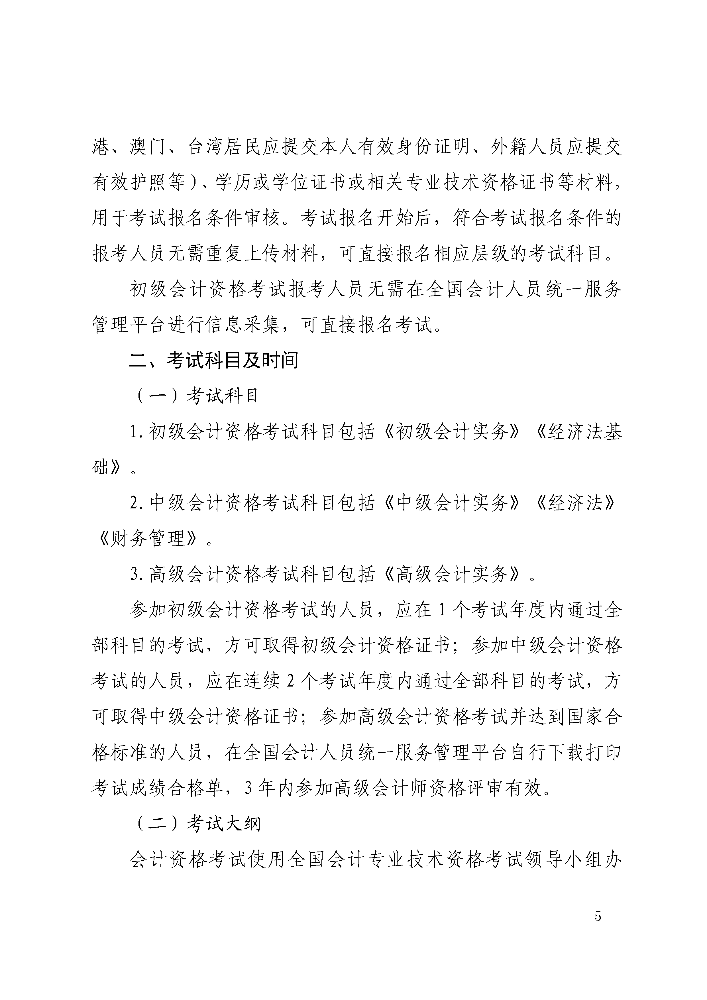 港、澳门、台湾居民应提交本人有效身份证明、外籍人员应提交
有效护照等）、学历或学位证书或相关专业技术资格证书等材料，
用于考试报名条件审核。考试报名开始后，符合考试报名条件的
报考人员无需重复上传材料，可直接报名相应层级的考试科目。
初级会计资格考试报考人员无需在全国会计人员统一服务
管理平台进行信息采集，可直接报名考试。
二、考试科目及时间
（一）考试科目
1. 初级会计资格考试科目包括《初级会计实务》《经济法基
础》。
2. 中级会计资格考试科目包括《中级会计实务》《经济法》
《财务管理》。
3. 高级会计资格考试科目包括《高级会计实务》。
参加初级会计资格考试的人员，应在 1 个考试年度内通过全
部科目的考试，方可取得初级会计资格证书；参加中级会计资格
考试的人员，应在连续 2 个考试年度内通过全部科目的考试，方
可取得中级会计资格证书；参加高级会计资格考试并达到国家合
格标准的人员，在全国会计人员统一服务管理平台自行下载打印
考试成绩合格单，3 年内参加高级会计师资格评审有效。
（二）考试大纲
会计资格考试使用全国会计专业技术资格考试领导小组办
— 5 —